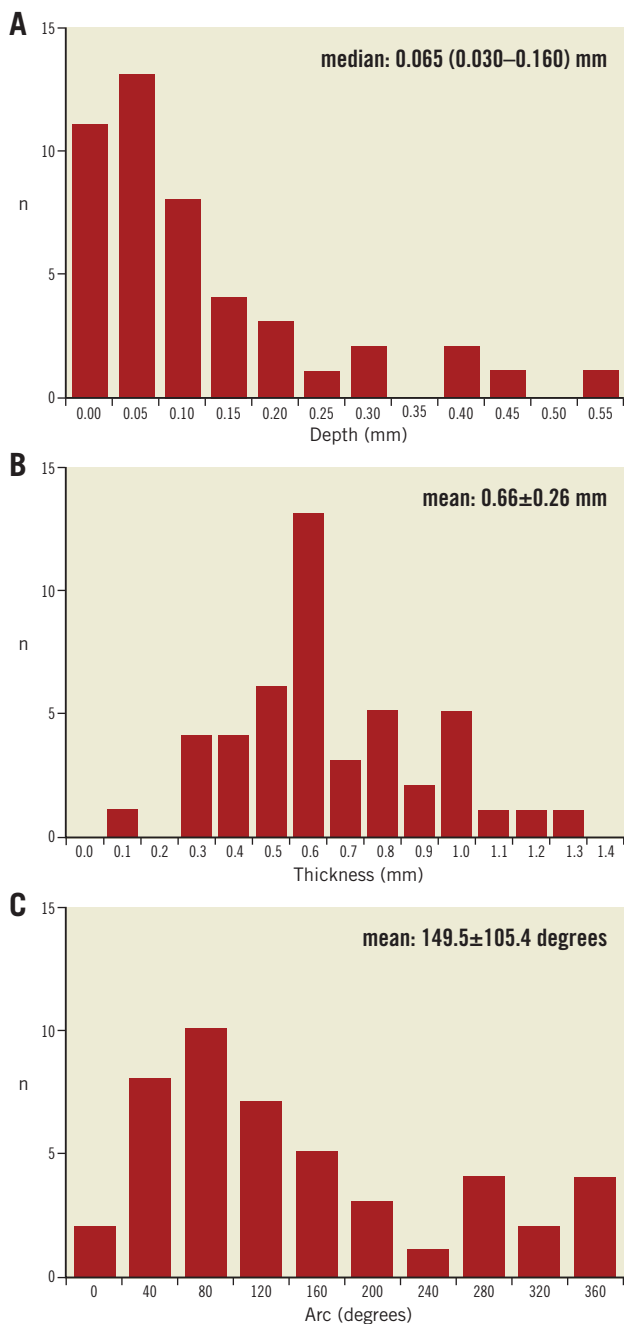 A
15
median: 0.065 (0.030–0.160) mm
10
n
5
0
0.00 0.05 0.10 0.15 0.20 0.25 0.30 0.35 0.40 0.45 0.50 0.55
Depth (mm)
B
15
mean: 0.66±0.26 mm
10
n
5
0
0.0 0.1 0.2 0.3 0.4 0.5 0.6 0.7 0.8 0.9 1.0 1.1 1.2 1.3 1.4
Thickness (mm)
C
15
mean: 149.5±105.4 degrees
10
n
5
0
0 40 80 120 160 200 240 280 320 360
Arc (degrees)